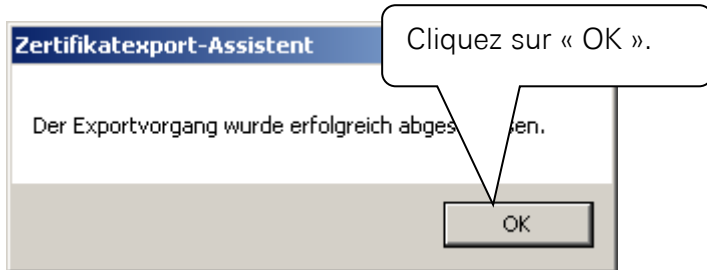 Zertifikatexport-Assistent
Cliquez sur « OK ».
Der Exportvorgang wurde erfolgreich
OK